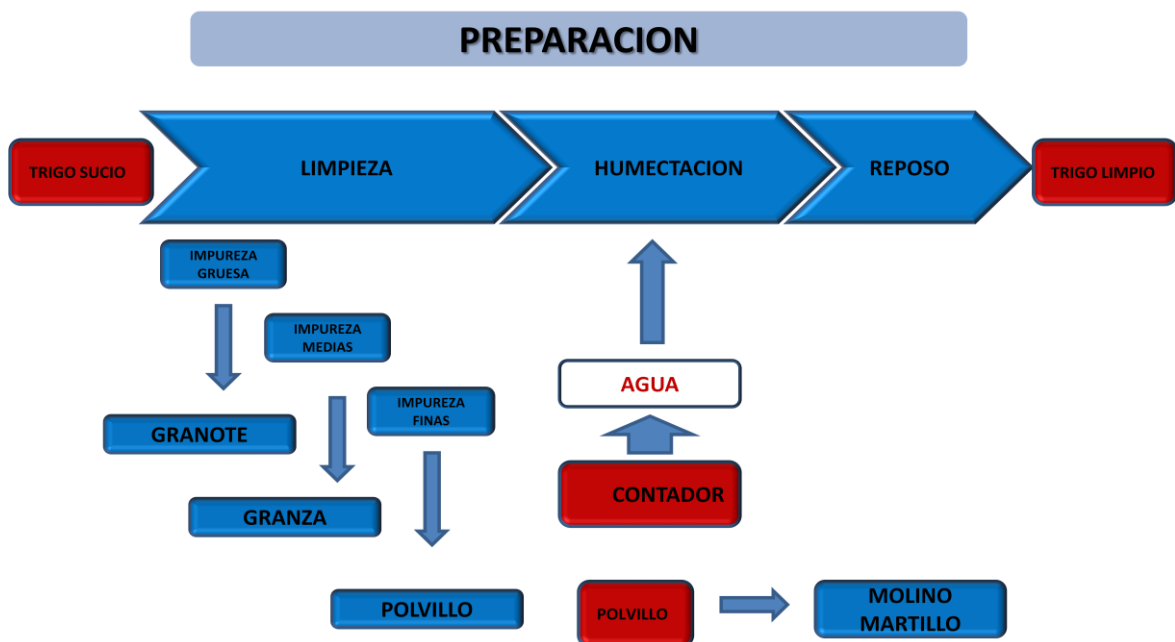 PREPARACION
TRIGO SUCIO
LIMPIEZA
HUMECTACION
REPOSO
TRIGO LIMPIO
IMPUREZA
GRUESA
IMPUREZA
MEDIAS
IMPUREZA
FINAS
AGUA
GRANOTE
CONTADOR
GRANZA
POLVILLO
POLVILLO
MOLINO
MARTILLO